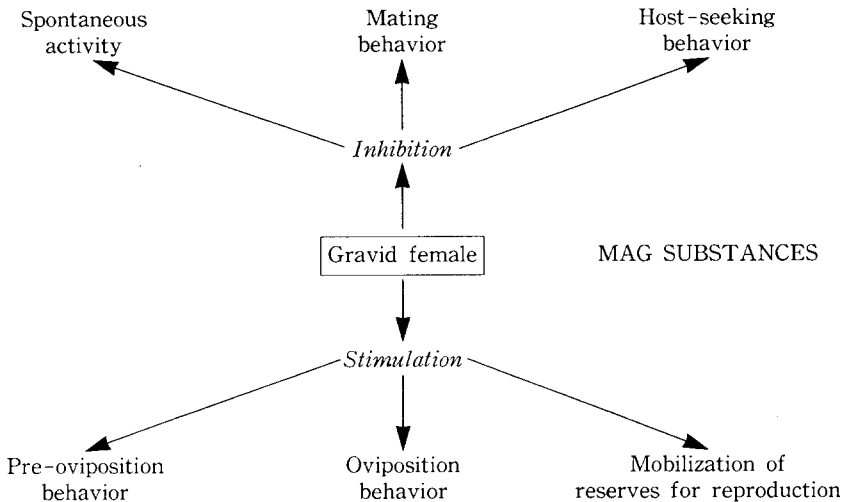 Spontaneous
activity
Mating
behavior
Host-seeking
behavior
Inhibition
Gravid female
MAG SUBSTANCES
Stimulation
Pre-oviposition
behavior
Oviposition
behavior
Mobilization of
reserves for reproduction